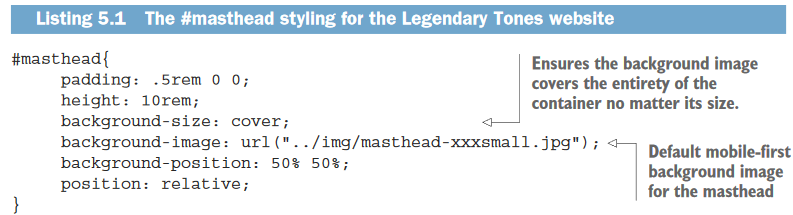 Listing 5.1 The #masthead styling for the Legendary Tones website
#masthead{
padding: .5rem 0 0;
height: 10rem;
background-size: cover;
background-image: url("../img/masthead-xxxsmall.jpg");
background-position: 50% 50%;
position: relative;
}
Ensures the background image
covers the entirety of the
container no matter its size.
Default mobile-first
background image
for the masthead